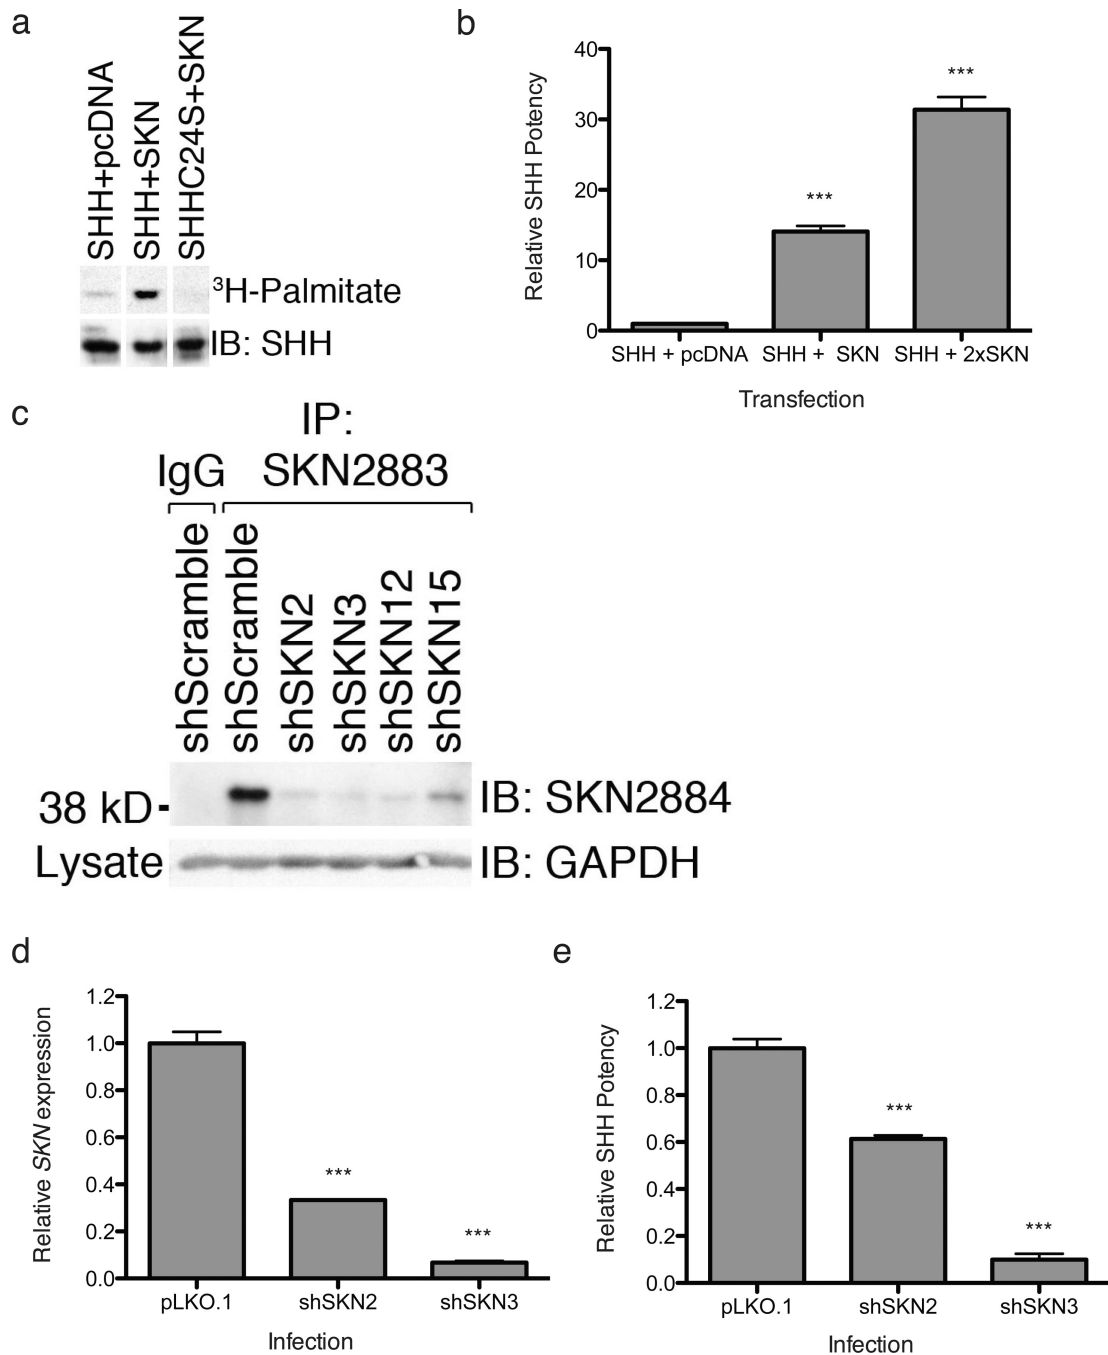 a
SHH+pcDNA
SHH+SKN
SHHC24S+SKN
³H-Palmitate
IB: SHH
b
Relative SHH Potency
40
30
20
10
0
***
***
SHH + pcDNA
SHH + SKN
SHH + 2xSKN
Transfection
c
IP:
IgG
SKN2883
shScramble
shScramble
shSKN2
shSKN3
shSKN12
shSKN15
38 kD
IB: SKN2884
Lysate
IB: GAPDH
d
Relative SKN expression
1.2
1.0
0.8
0.6
0.4
0.2
0.0
***
***
pLKO.1
shSKN2
shSKN3
Infection
e
Relative SHH Potency
1.2
1.0
0.8
0.6
0.4
0.2
0.0
***
***
pLKO.1
shSKN2
shSKN3
Infection